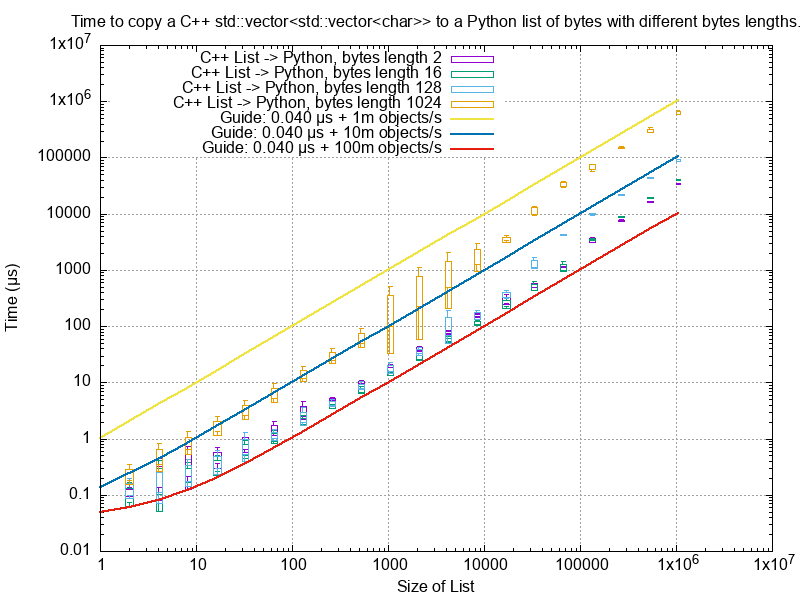 Time to copy a C++ std::vector<std::vector<char>> to a Python list of bytes with different bytes lengths.
C++ List -> Python, bytes length 2
C++ List -> Python, bytes length 16
C++ List -> Python, bytes length 128
C++ List -> Python, bytes length 1024
Guide: 0.040 µs + 1m objects/s
Guide: 0.040 µs + 10m objects/s
Guide: 0.040 µs + 100m objects/s
Time (µs)
1x10⁷
1x10⁶
100000
10000
1000
100
10
1
0.1
0.01
1 10 100 1000 10000 100000 1x10⁶ 1x10⁷
Size of List